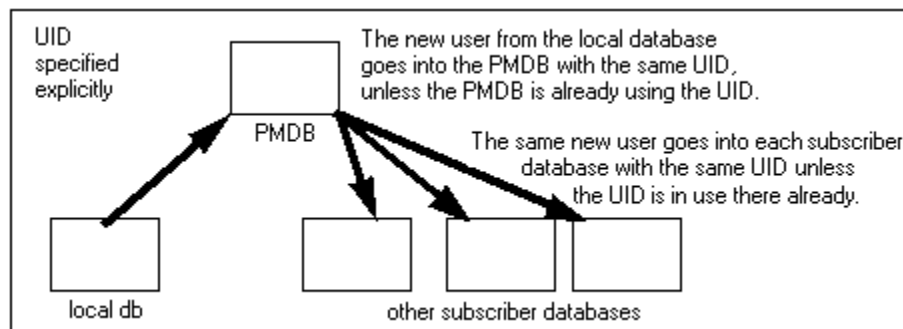 UID
specified
explicitly
The new user from the local database
goes into the PMDB with the same UID,
unless the PMDB is already using the UID.
PMDB
The same new user goes into each subscriber
database with the same UID unless
the UID is in use there already.
local db
other subscriber databases